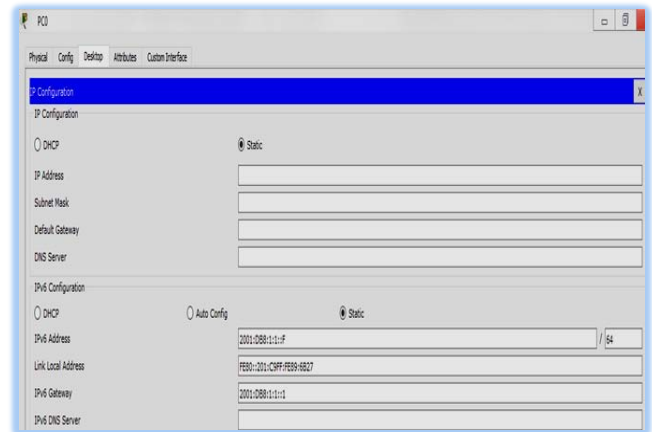 PC0
Physical Config Desktop Attributes Custom Interface
IP Configuration X
IP Configuration
DHCP Static
IP Address
Subnet Mask
Default Gateway
DNS Server
IPv6 Configuration
DHCP Auto Config Static
IPv6 Address 2001:DB8:1:1::F / 64
Link Local Address FE80::201:C9FF:FE89:6B27
IPv6 Gateway 2001:DB8:1:1::1
IPv6 DNS Server